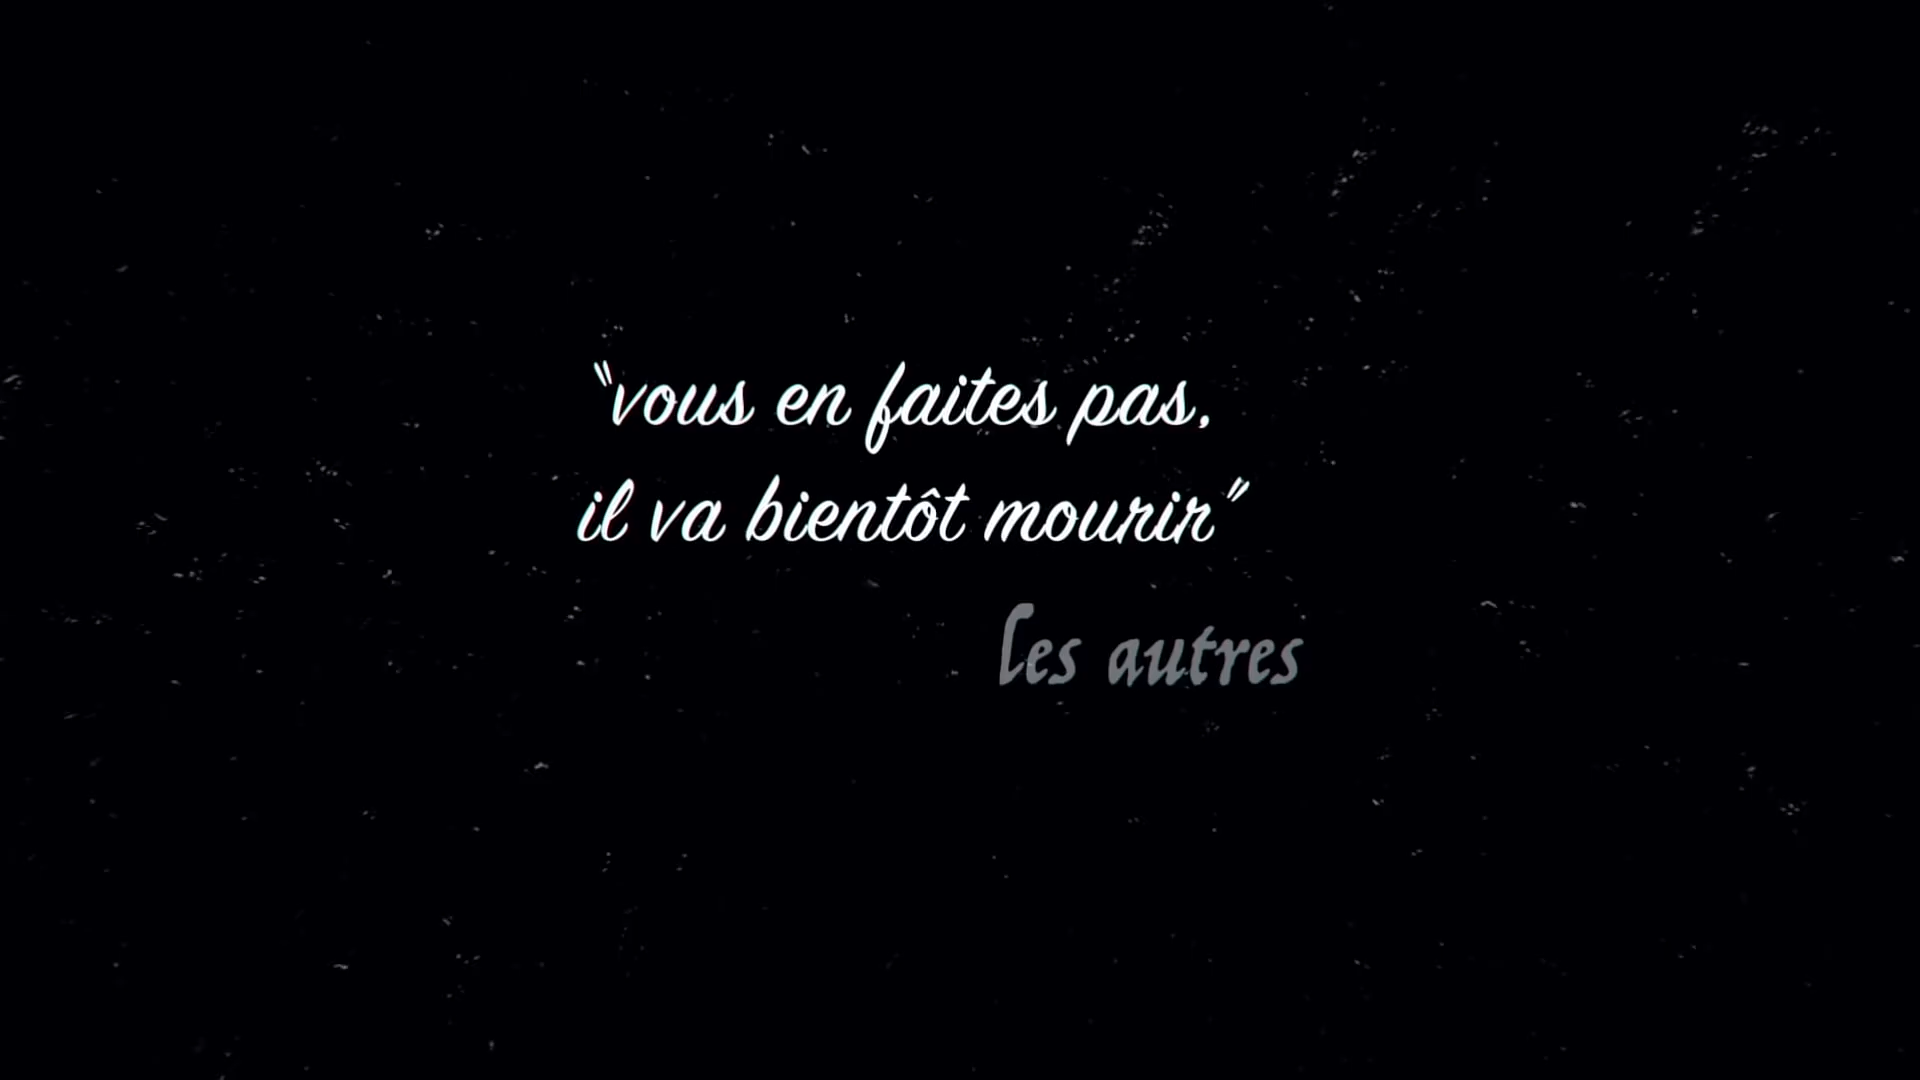 "vous en faites pas,
il va bientôt mourir"
les autres